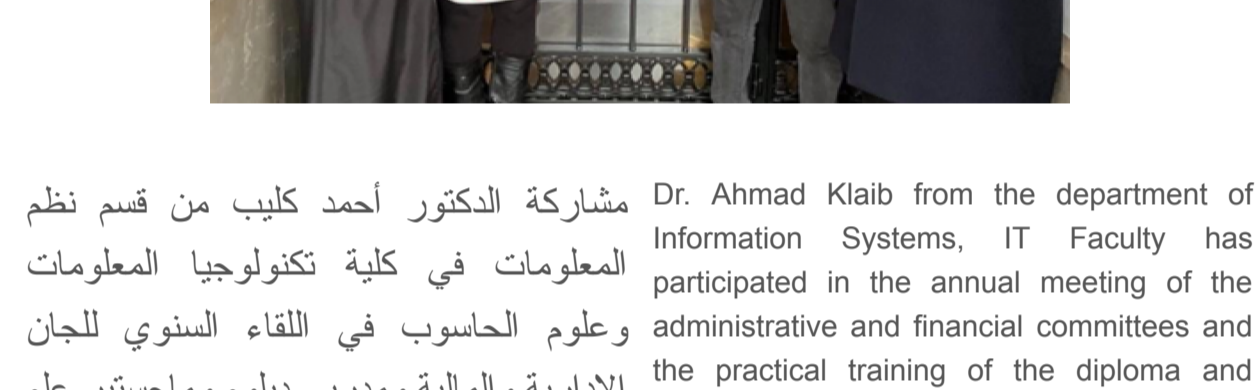 مشاركة الدكتور أحمد كليب من قسم نظم
المعلومات في كلية تكنولوجيا المعلومات
وعلوم الحاسوب في اللقاء السنوي للجان
Dr. Ahmad Klaib from the department of
Information Systems, IT Faculty has
participated in the annual meeting of the
administrative and financial committees and
the practical training of the diploma and